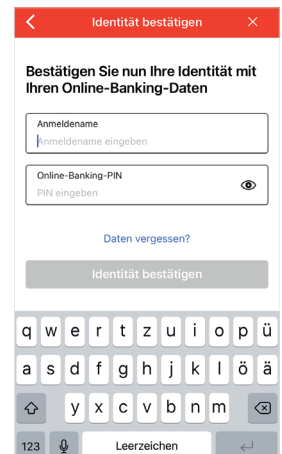 Identität bestätigen
Bestätigen Sie nun Ihre Identität mit
Ihren Online-Banking-Daten
Anmeldename
Anmeldename eingeben
Online-Banking-PIN
PIN eingeben
Daten vergessen?
Identität bestätigen
q w e r t z u i o p ü
a s d f g h j k l ö ä
y x c v b n m
123 Leerzeichen